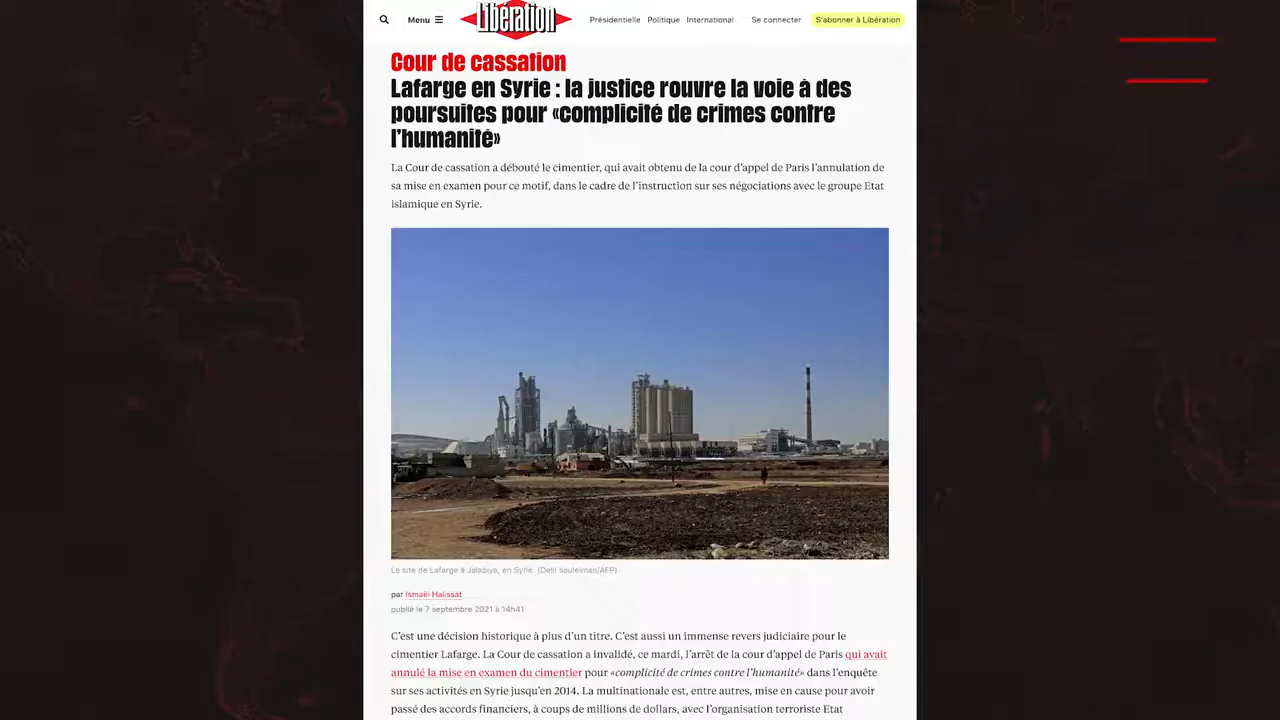 Menu
Libération
Présidentielle Politique International
Se connecter
S'abonner à Libération
Cour de cassation
Lafarge en Syrie : la justice rouvre la voie à des
poursuites pour «complicité de crimes contre
l'humanité»
La Cour de cassation a débouté le cimentier, qui avait obtenu de la cour d'appel de Paris l'annulation de
sa mise en examen pour ce motif, dans le cadre de l'instruction sur ses négociations avec le groupe Etat
islamique en Syrie.
Le site de Lafarge à Jalabiya, en Syrie. (Delil souleiman/AFP)
par Ismaël Halissat
publié le 7 septembre 2021 à 14h41
C'est une décision historique à plus d'un titre. C'est aussi un immense revers judiciaire pour le
cimentier Lafarge. La Cour de cassation a invalidé, ce mardi, l'arrêt de la cour d'appel de Paris qui avait
annulé la mise en examen du cimentier pour «complicité de crimes contre l'humanité» dans l'enquête
sur ses activités en Syrie jusqu'en 2014. La multinationale est, entre autres, mise en cause pour avoir
passé des accords financiers, à coups de millions de dollars, avec l'organisation terroriste Etat